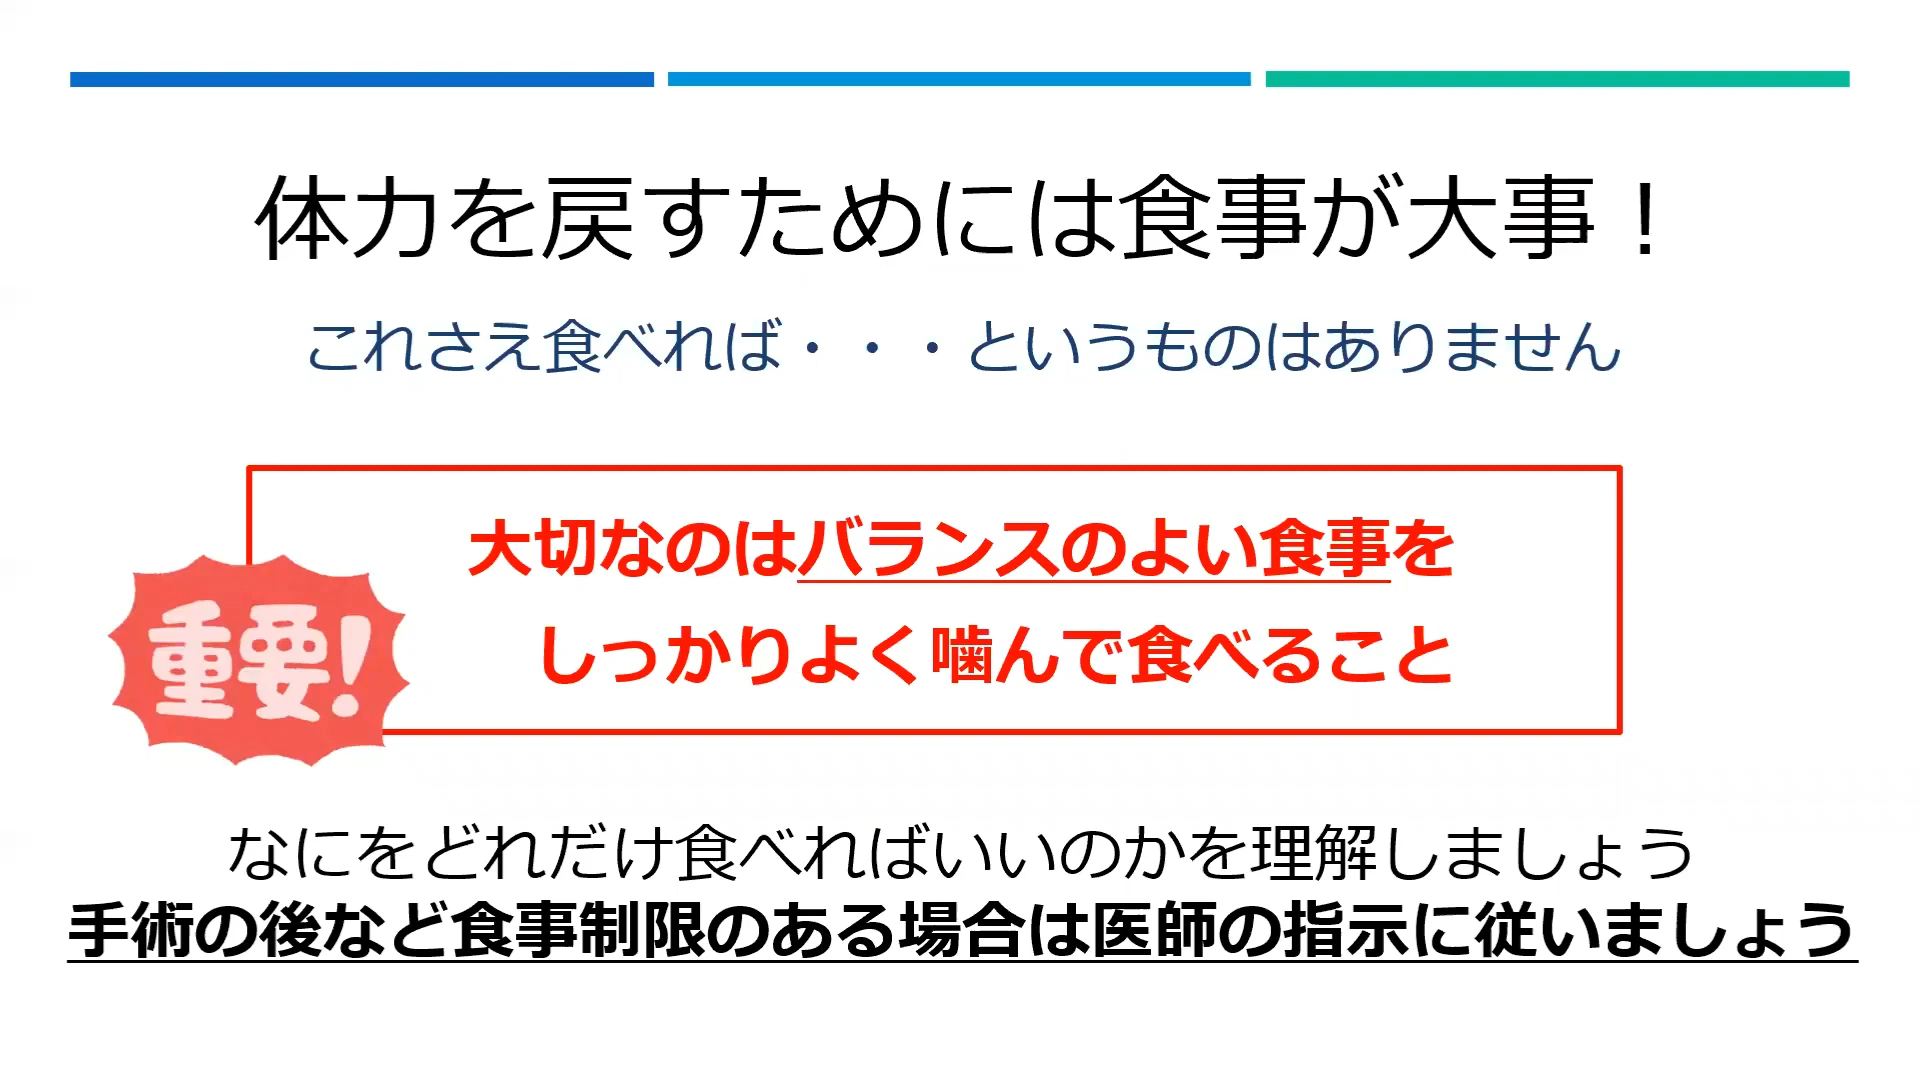 体力を戻すためには食事が大事！
これさえ食べれば・・・というものはありません
大切なのはバランスのよい食事を
しっかりよく噛んで食べること
重要!
なにをどれだけ食べればいいのかを理解しましょう
手術の後など食事制限のある場合は医師の指示に従いましょう